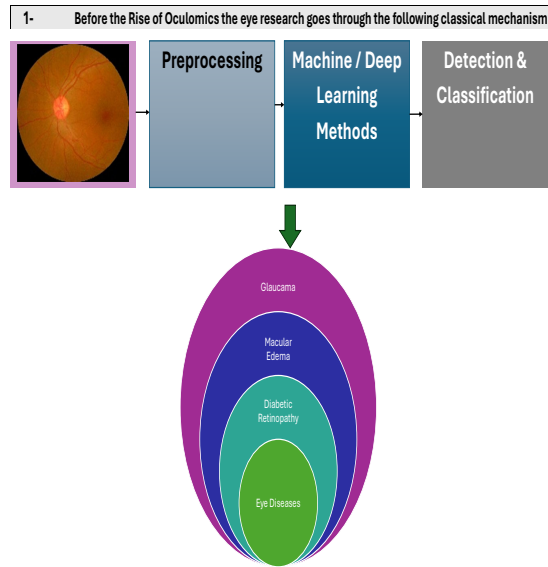 1- Before the Rise of Oculomics the eye research goes through the following classical mechanism
Preprocessing
Machine / Deep
Learning
Methods
Detection &
Classification
Glaucama
Macular
Edema
Diabetic
Retinopathy
Eye Diseases